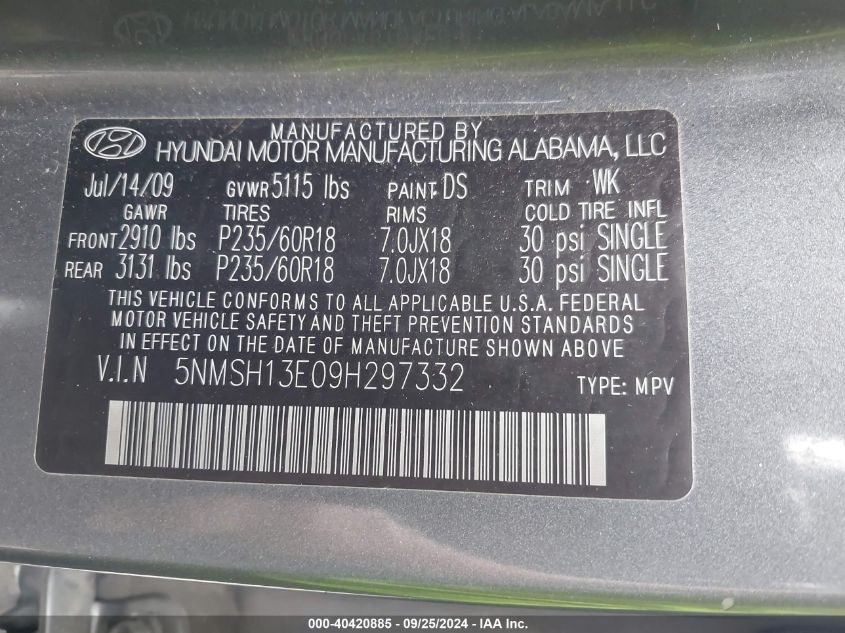 MANUFACTURED BY
HYUNDAI MOTOR MANUFACTURING ALABAMA, LLC
Jul/14/09 GVWR 5115 lbs PAINT: DS TRIM WK
GAWR TIRES RIMS COLD TIRE INFL
FRONT 2910 lbs P235/60R18 7.0JX18 30 psi SINGLE
REAR 3131 lbs P235/60R18 7.0JX18 30 psi SINGLE
THIS VEHICLE CONFORMS TO ALL APPLICABLE U.S.A. FEDERAL
MOTOR VEHICLE SAFETY AND THEFT PREVENTION STANDARDS
IN EFFECT ON THE DATE OF MANUFACTURE SHOWN ABOVE.
V.I.N 5NMSH13E09H297332 TYPE: MPV
000-40420885 - 09/25/2024 - IAAI.com